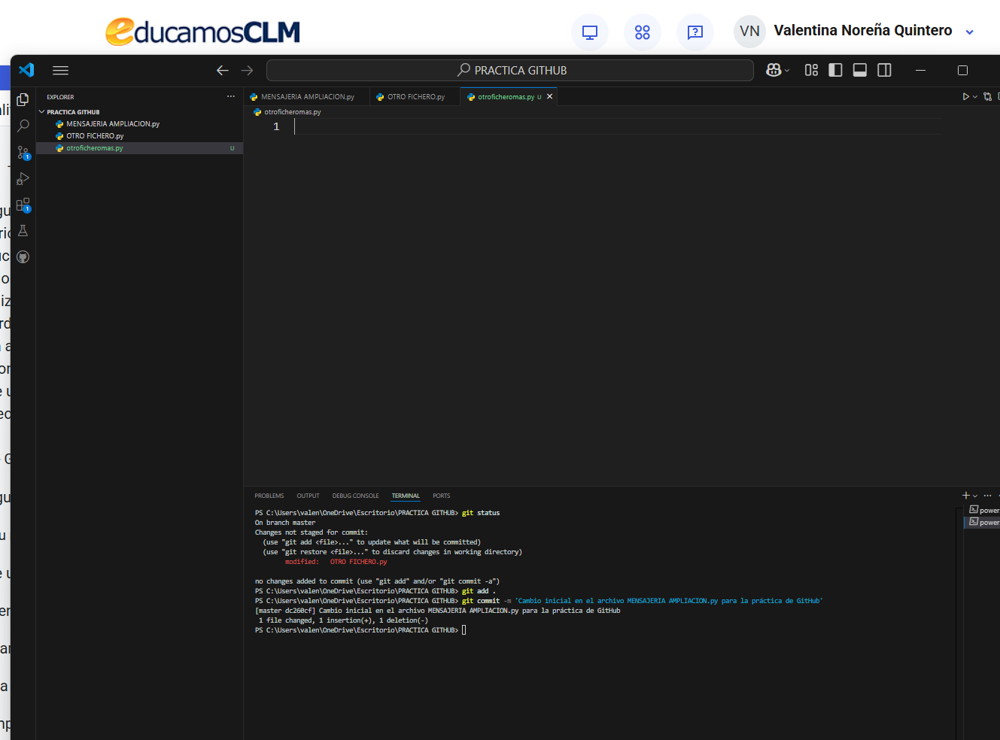 educamosCLM
VN Valentina Noreña Quintero
PRACTICA GITHUB
EXPLORER
MENSAJERIA AMPLIACION.py
OTRO FICHERO.py
otroficheromas.py U
PRACTICA GITHUB
MENSAJERIA AMPLIACION.py
OTRO FICHERO.py
otroficheromas.py U
otroficheromas.py
1
1
1
PROBLEMS OUTPUT DEBUG CONSOLE TERMINAL PORTS
PS C:\Users\valen\OneDrive\Escritorio\PRACTICA GITHUB> git status
On branch master
Changes not staged for commit:
(use "git add <file>..." to update what will be committed)
(use "git restore <file>..." to discard changes in working directory)
modified: OTRO FICHERO.py
no changes added to commit (use "git add" and/or "git commit -a")
PS C:\Users\valen\OneDrive\Escritorio\PRACTICA GITHUB> git add .
PS C:\Users\valen\OneDrive\Escritorio\PRACTICA GITHUB> git commit -m 'Cambio inicial en el archivo MENSAJERIA AMPLIACION.py para la práctica de GitHub'
[master dc260cf] Cambio inicial en el archivo MENSAJERIA AMPLIACION.py para la práctica de GitHub
1 file changed, 1 insertion(+), 1 deletion(-)
PS C:\Users\valen\OneDrive\Escritorio\PRACTICA GITHUB>
power
power